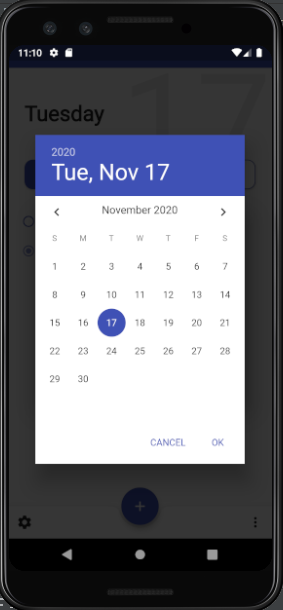 11:10
17
Tuesday
2020
Tue, Nov 17
November 2020
S M T W T F S
1 2 3 4 5 6 7
8 9 10 11 12 13 14
15 16 17 18 19 20 21
22 23 24 25 26 27 28
29 30
CANCEL OK
+